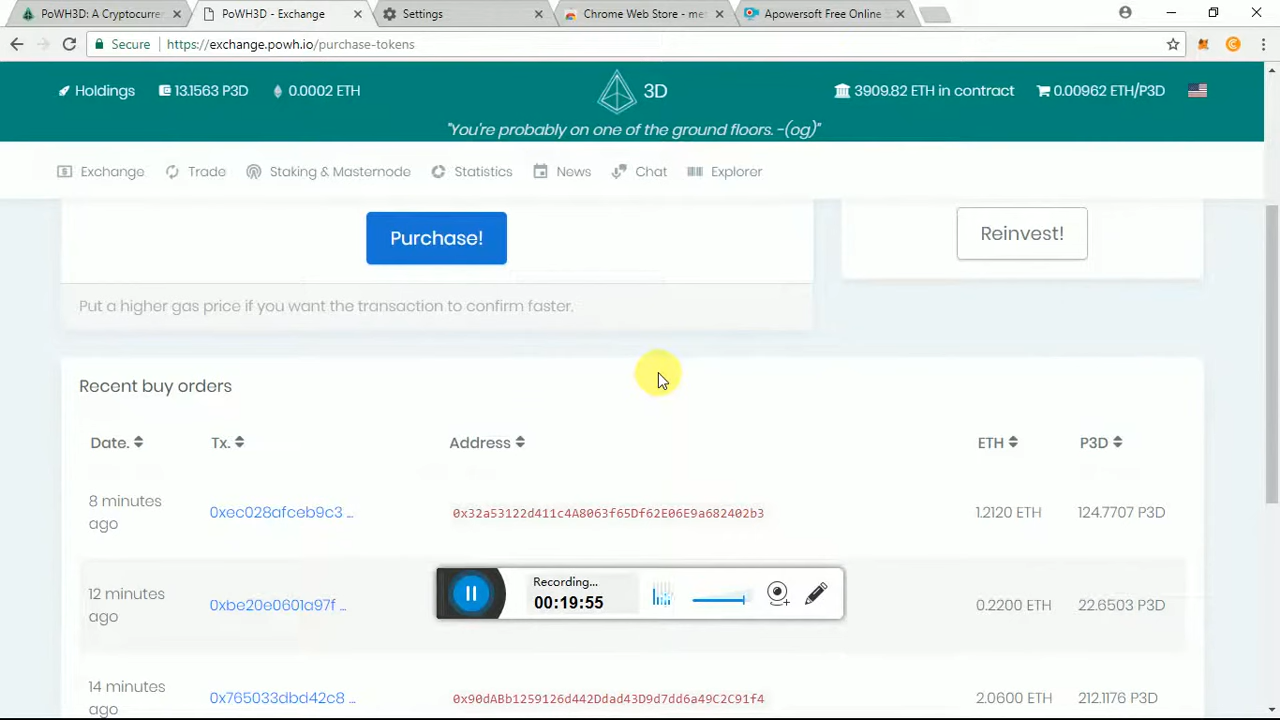 PoWH3D: A Cryptocurre
PoWH3D - Exchange
Settings
Chrome Web Store - me
Apowersoft Free Online
Secure
https://exchange.powh.io/purchase-tokens
Holdings
13.1563 P3D
0.0002 ETH
3D
3909.82 ETH in contract
0.00962 ETH/P3D
"You're probably on one of the ground floors. -(og)"
Exchange
Trade
Staking & Masternode
Statistics
News
Chat
Explorer
Purchase!
Reinvest!
Put a higher gas price if you want the transaction to confirm faster.
Recent buy orders
Date.
Tx.
Address
ETH
P3D
8 minutes
ago
0xec028afceb9c3 ...
0x32a53122d411c4A8063f65Df62E06E9a682402b3
1.2120 ETH
124.7707 P3D
12 minutes
ago
0xbe20e0601a97f ...
0.2200 ETH
22.6503 P3D
Recording...
00:19:55
14 minutes
ago
0x765033dbd42c8 ...
0x90dABb1259126d442Ddad43D9d7dd6a49C2C91f4
2.0600 ETH
212.1176 P3D